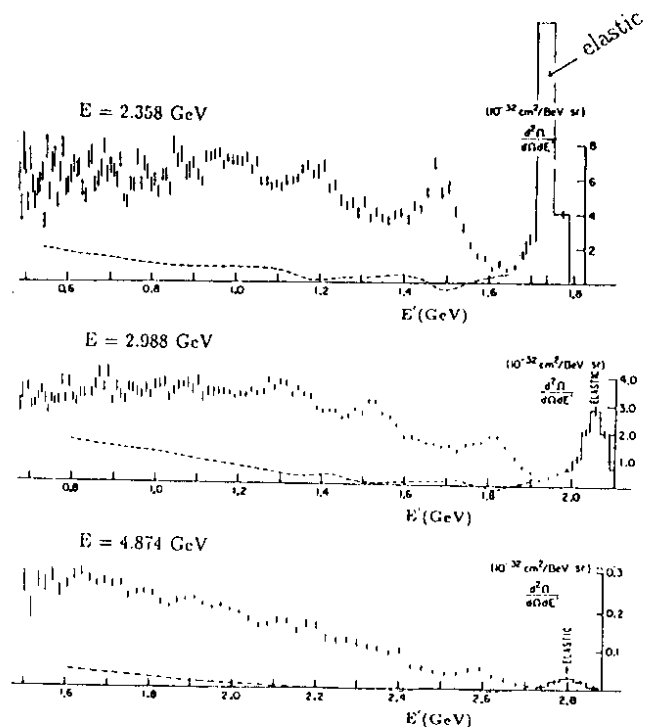 elastic
E = 2.358 GeV
(10⁻³² cm²/BeV sr)
d²Ω
dΩdE'
8
6
4
2
0.6 0.8 1.0 1.2 1.4 1.6 1.8
E'(GeV)
E = 2.988 GeV
(10⁻³² cm²/BeV sr)
d²Ω
dΩdE'
ELASTIC
4.0
3.0
2.0
1.0
0.8 1.0 1.2 1.4 1.6 1.8 2.0
E'(GeV)
E = 4.874 GeV
(10⁻³² cm²/BeV sr)
d²Ω
dΩdE'
ELASTIC
0.3
0.2
0.1
1.6 1.8 2.0 2.2 2.4 2.6 2.8
E'(GeV)